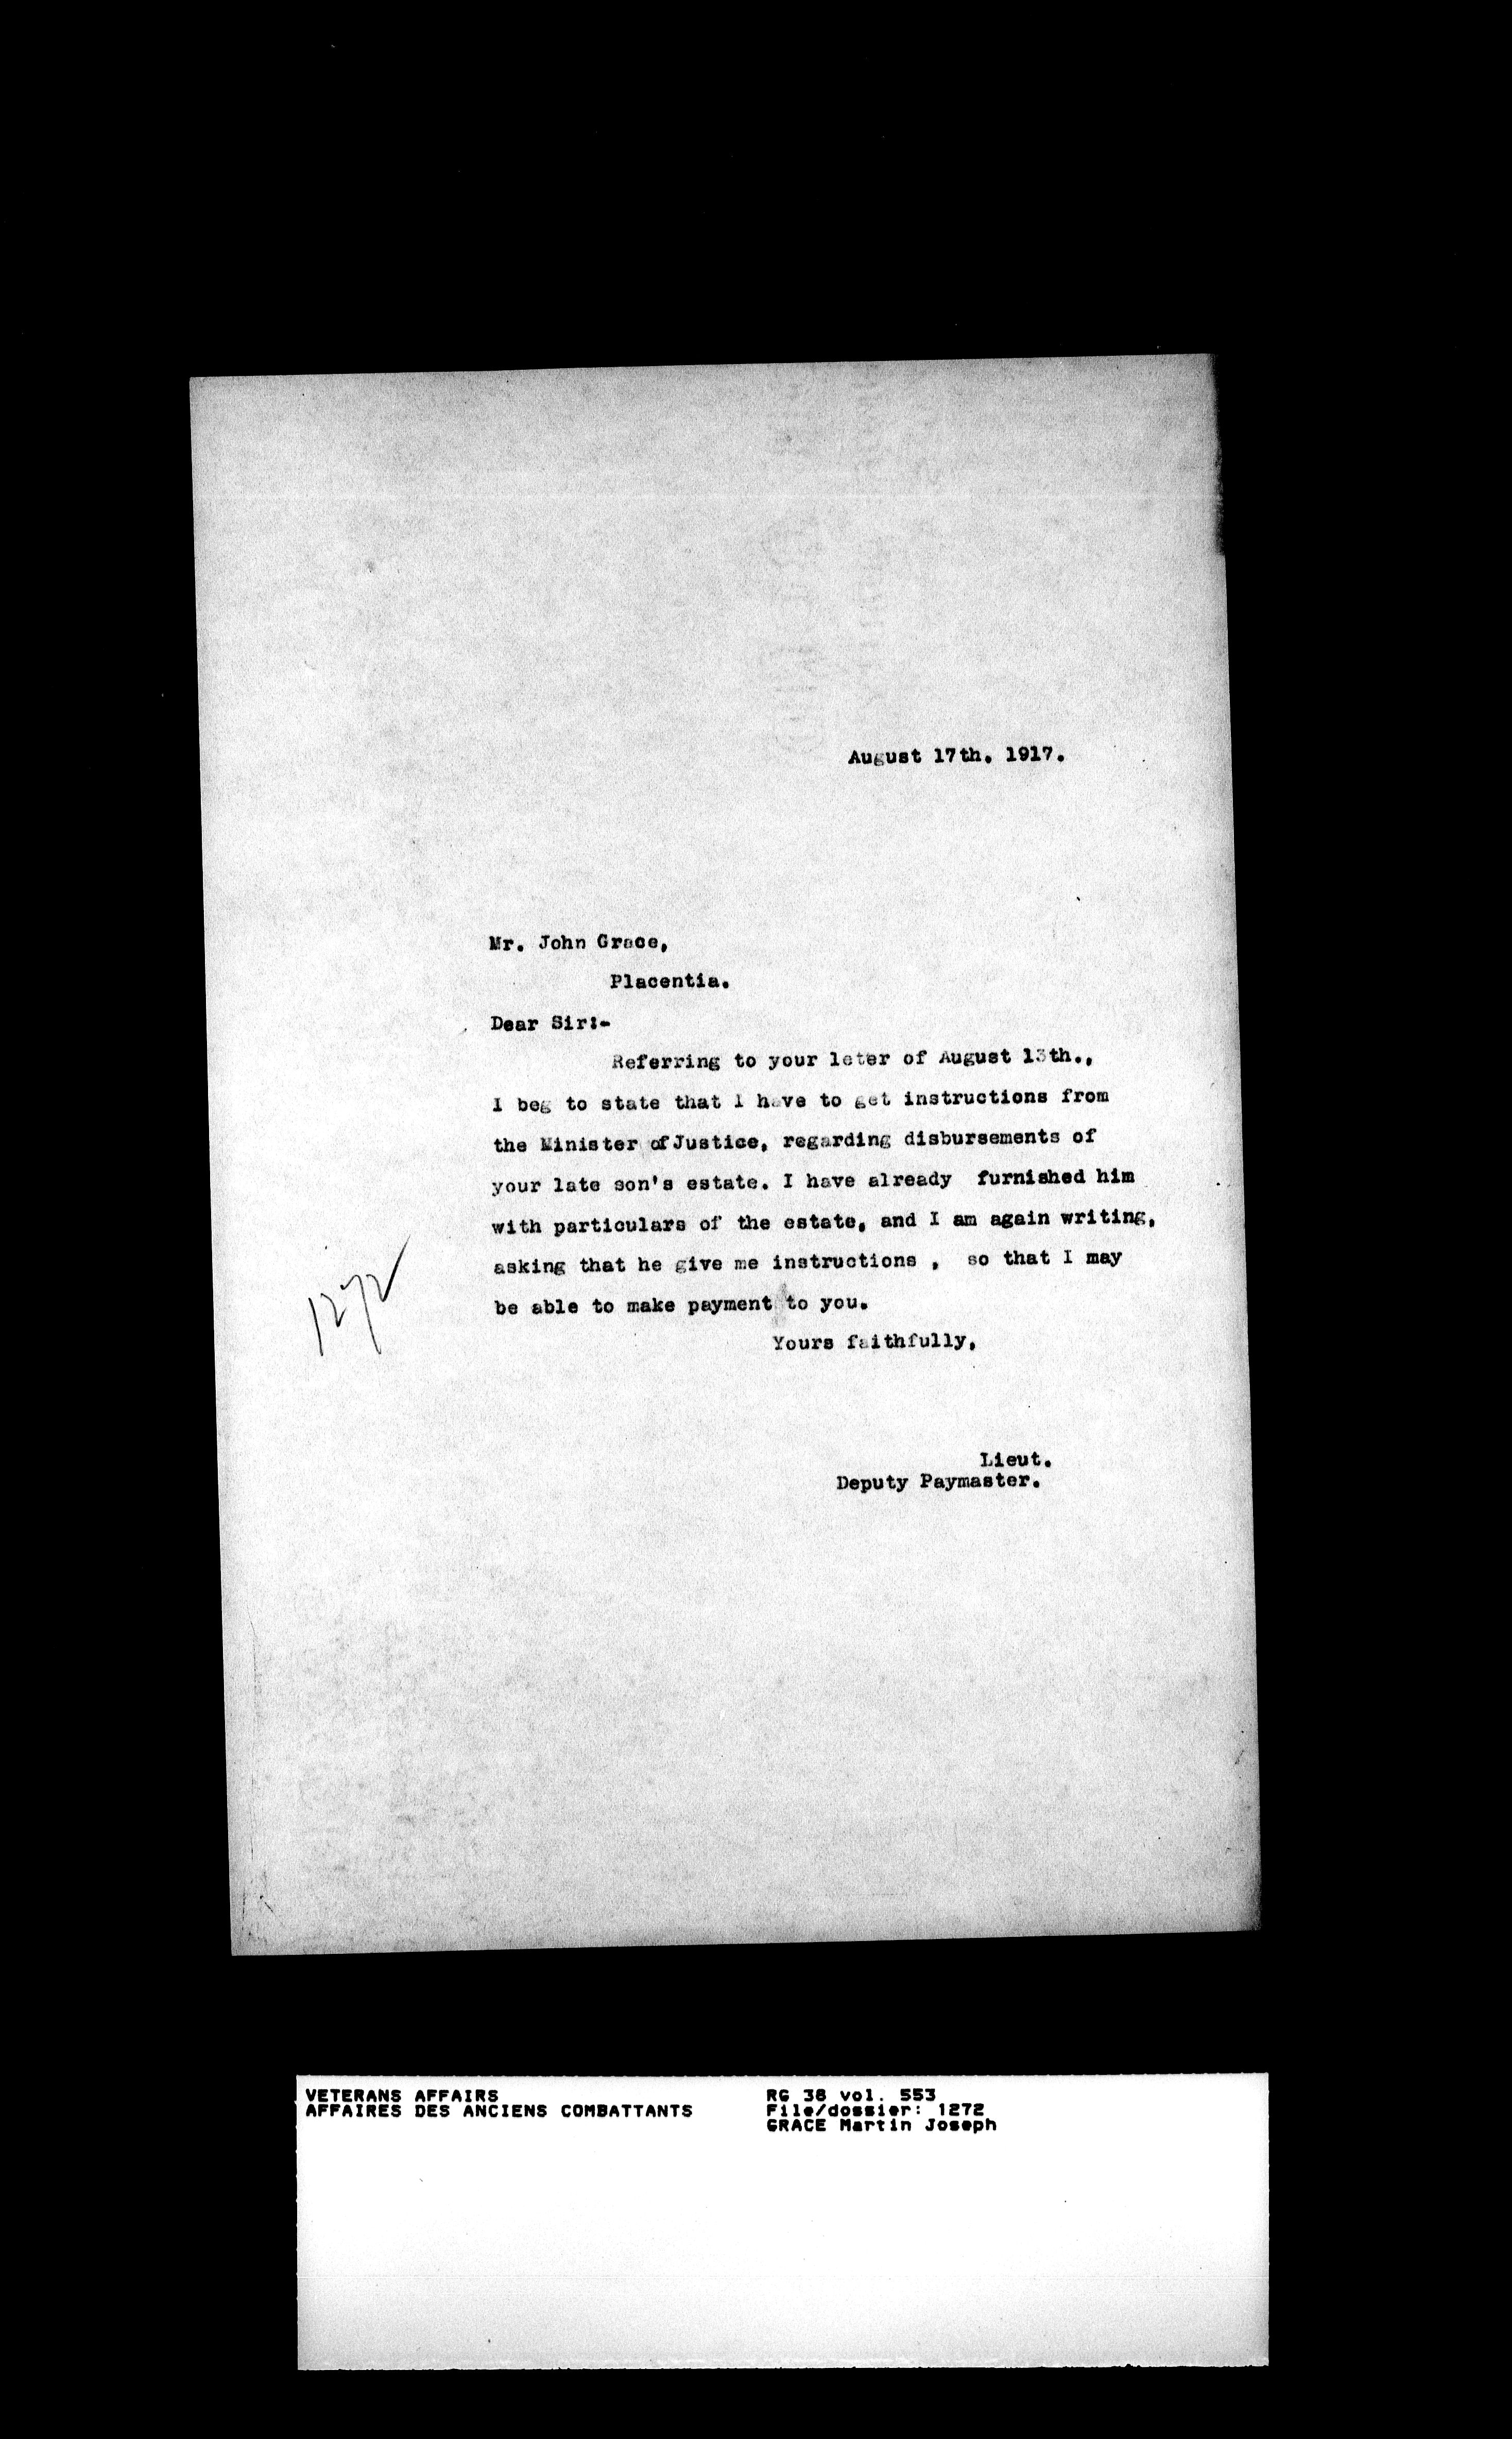 August 17th. 1917.
Mr. John Grace,
Placentia.
Dear Sir:-
Referring to your leter of August 13th.,
I beg to state that I have to get instructions from
the Minister of Justice, regarding disbursements of
your late son's estate. I have already furnished him
with particulars of the estate, and I am again writing,
asking that he give me instructions , so that I may
be able to make payment to you.
1272
Yours faithfully,
Lieut.
Deputy Paymaster.
VETERANS AFFAIRS
AFFAIRES DES ANCIENS COMBATTANTS
RG 38 vol. 553
File/dossier: 1272
GRACE Martin Joseph